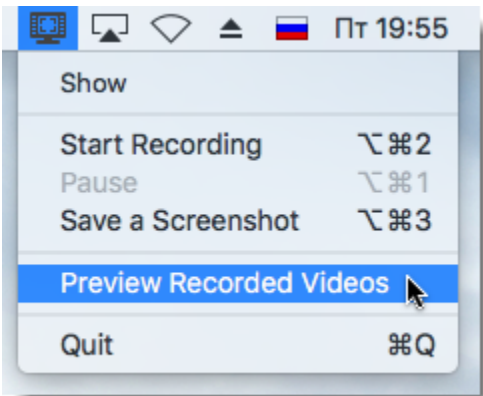 Пт 19:55
Show
Start Recording ⌥⌘2
Pause ⌥⌘1
Save a Screenshot ⌥⌘3
Preview Recorded Videos
Quit ⌘Q